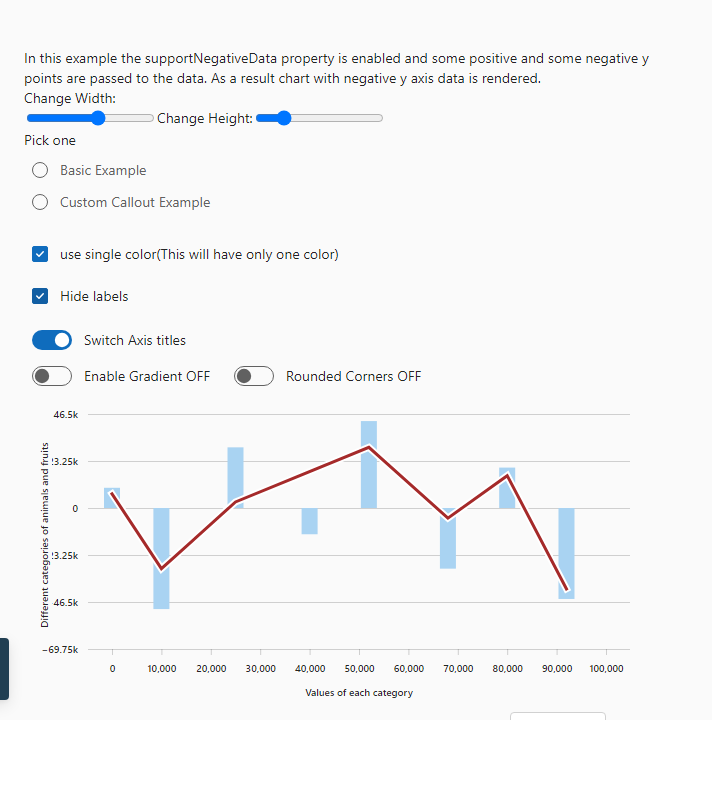 In this example the supportNegativeData property is enabled and some positive and some negative y
points are passed to the data. As a result chart with negative y axis data is rendered.
Change Width:
Change Height:
Pick one
Basic Example
Custom Callout Example
use single color(This will have only one color)
Hide labels
Switch Axis titles
Enable Gradient OFF
Rounded Corners OFF
Different categories of animals and fruits
46.5k
3.25k
0
3.25k
46.5k
−69.75k
0 10,000 20,000 30,000 40,000 50,000 60,000 70,000 80,000 90,000 100,000
Values of each category